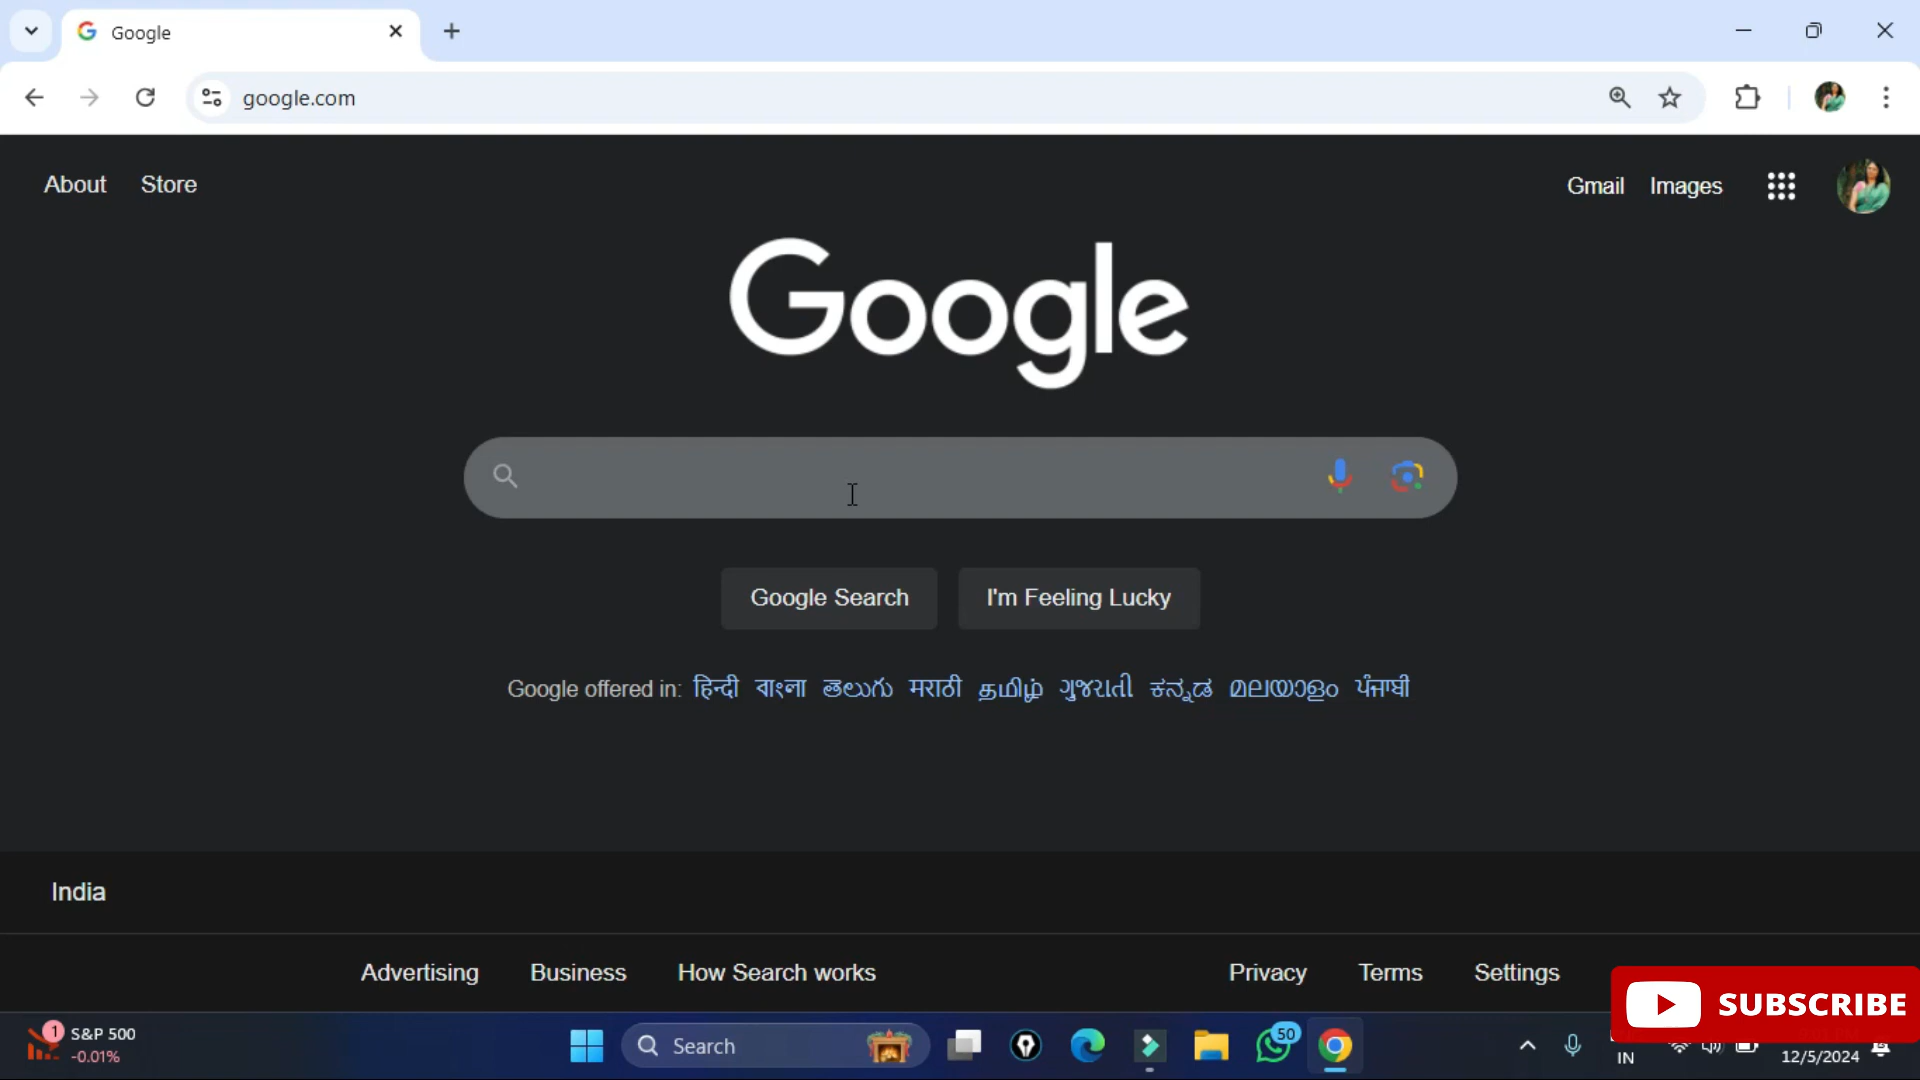 Google
google.com
About Store
Gmail Images
Google
Google Search I'm Feeling Lucky
Google offered in: हिन्दी বাংলা తెలుగు मराठी தமிழ் ગુજરાતી ಕನ್ನಡ മലയാളം ਪੰਜਾਬੀ
India
Advertising Business How Search works Privacy Terms Settings
SUBSCRIBE
1 S&P 500
-0.01%
Search
50
IN
12/5/2024